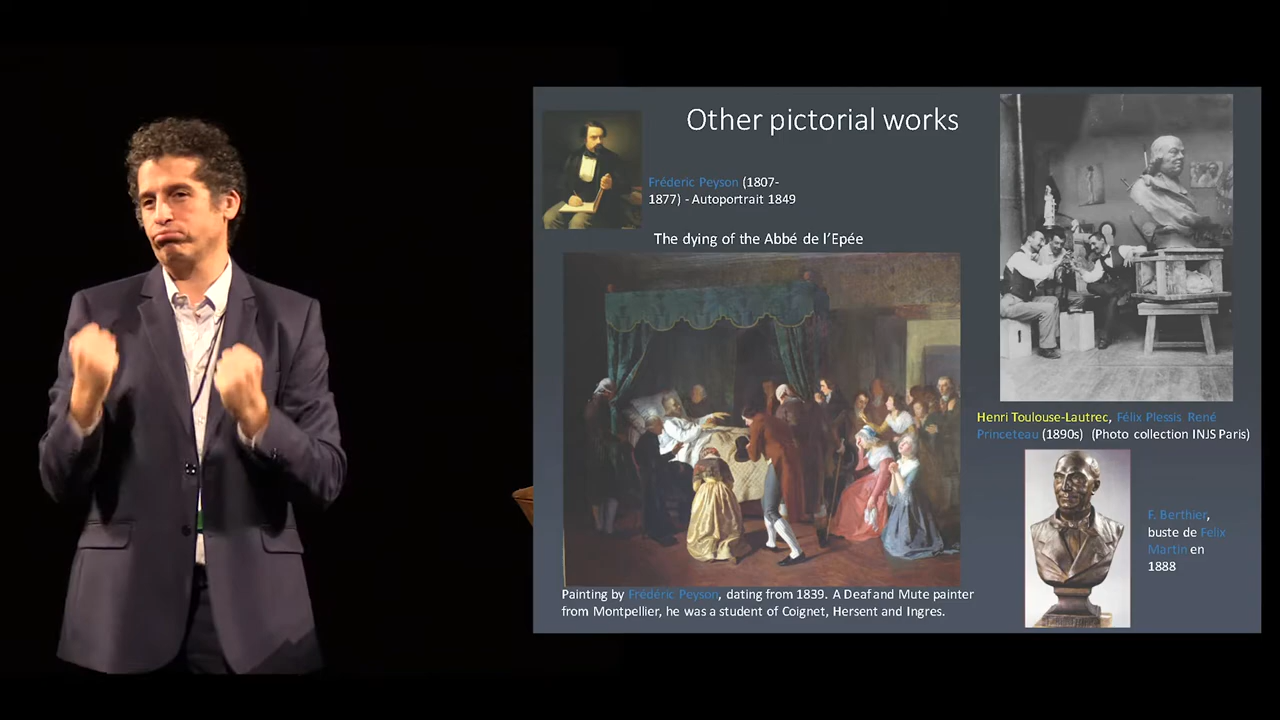 Other pictorial works
Fréderic Peyson (1807-
1877) - Autoportrait 1849
The dying of the Abbé de l'Epée
Painting by Frédéric Peyson, dating from 1839. A Deaf and Mute painter
from Montpellier, he was a student of Coignet, Hersent and Ingres.
Henri Toulouse-Lautrec, Félix Plessis René
Princeteau (1890s) (Photo collection INJS Paris)
F. Berthier,
buste de Felix
Martin en
1888